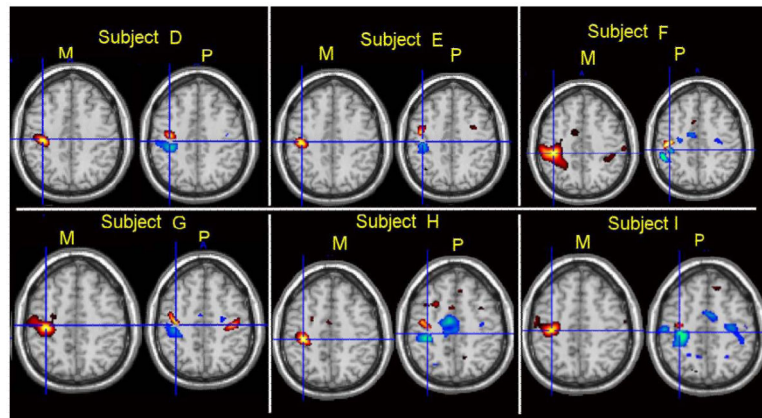 Subject D
M P
Subject E
M P
Subject F
M P
Subject G
M P
Subject H
M P
Subject I
M P